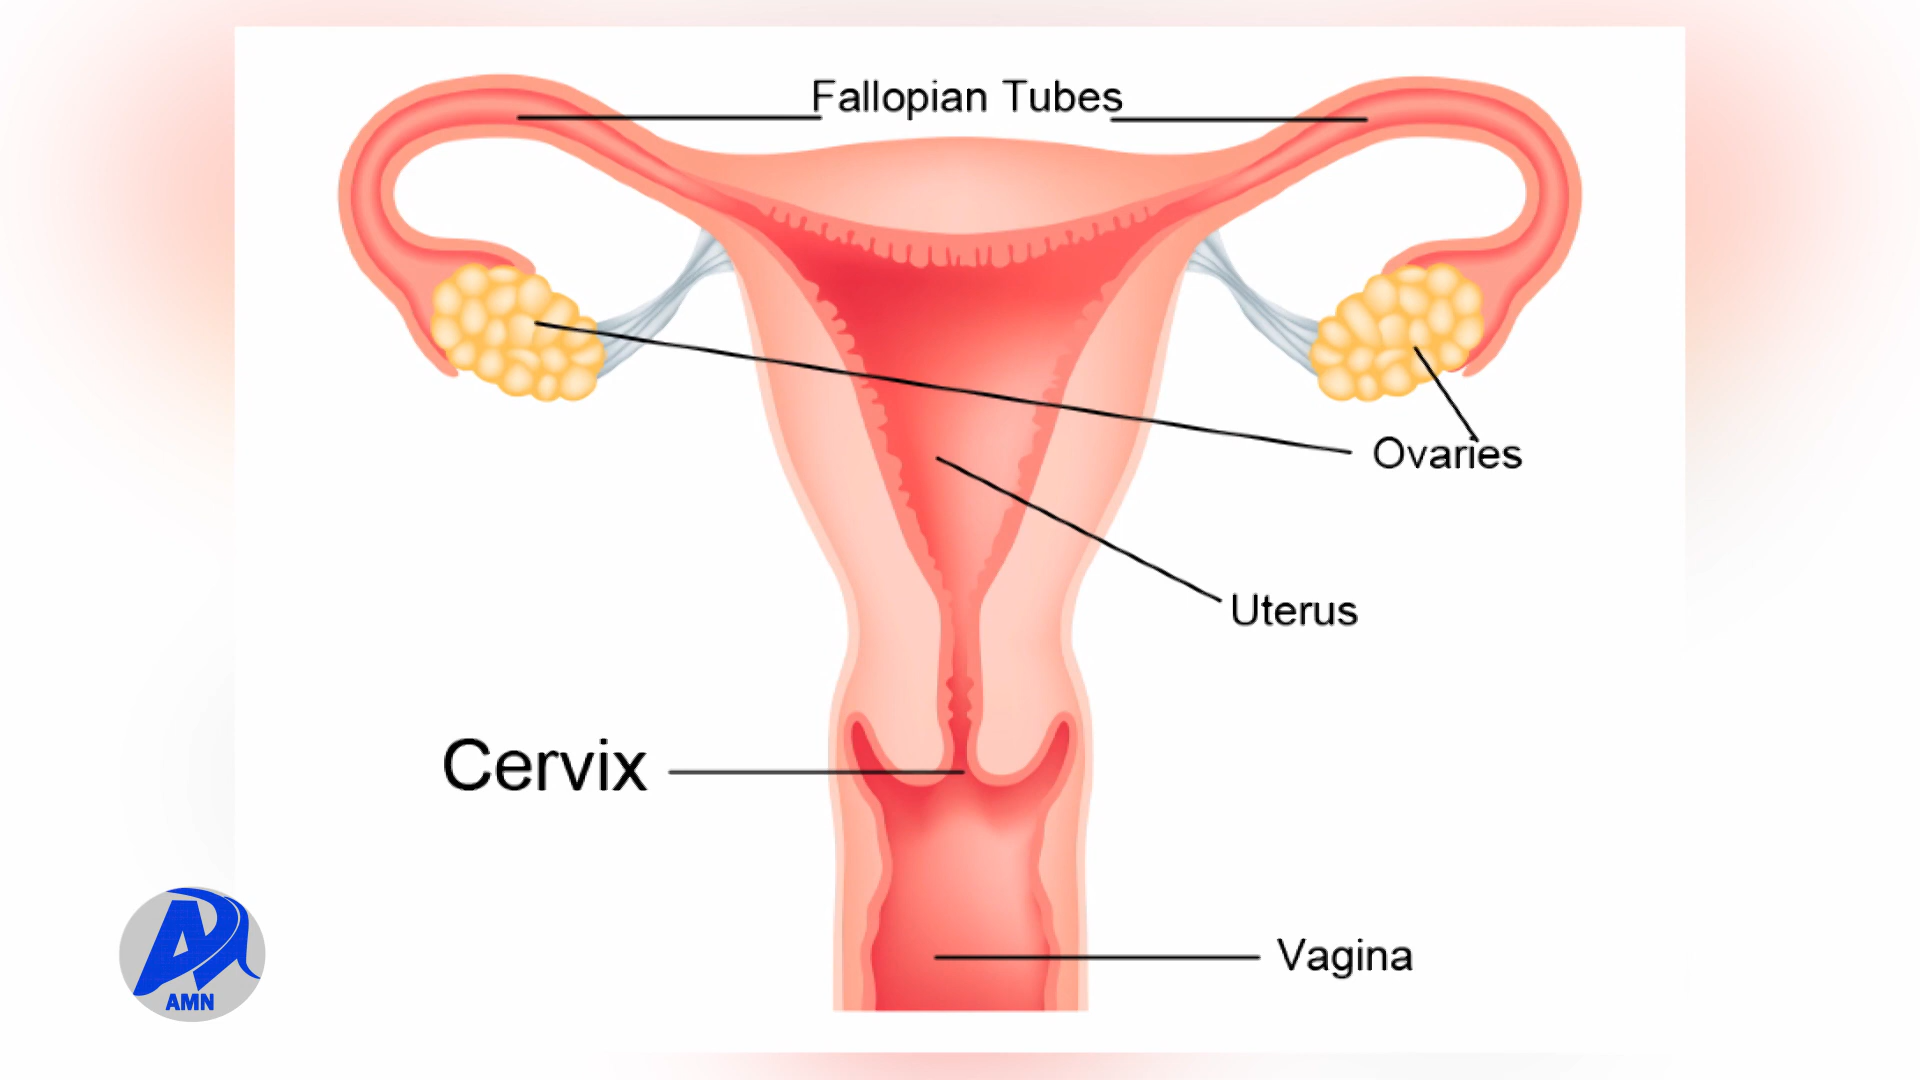 Fallopian Tubes
Ovaries
Uterus
Cervix
Vagina
AMN